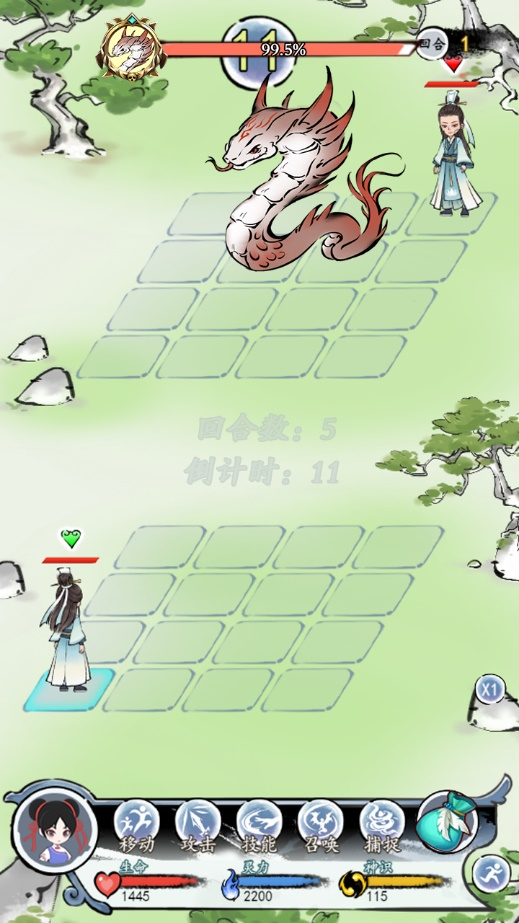 11
99.5%
回合 1
回合数：5
倒计时：11
X1
移动 攻击 技能 召唤 捕捉
生命 灵力 神识
1445 2200 115